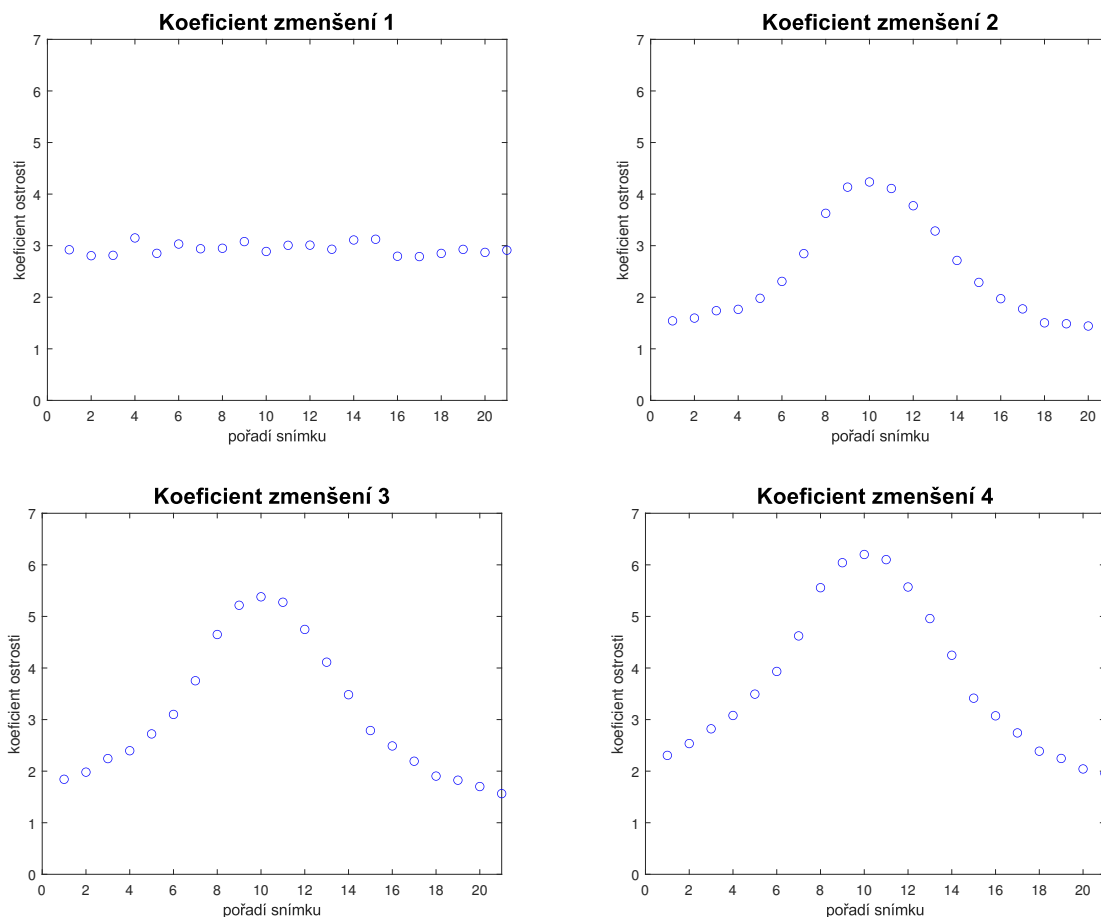 Koeficient zmenšení 1
7
6
5
4
3
2
1
0
koeficient ostrosti
0 2 4 6 8 10 12 14 16 18 20
pořadí snímku
Koeficient zmenšení 2
7
6
5
4
3
2
1
0
koeficient ostrosti
0 2 4 6 8 10 12 14 16 18 20
pořadí snímku
Koeficient zmenšení 3
7
6
5
4
3
2
1
0
koeficient ostrosti
0 2 4 6 8 10 12 14 16 18 20
pořadí snímku
Koeficient zmenšení 4
7
6
5
4
3
2
1
0
koeficient ostrosti
0 2 4 6 8 10 12 14 16 18 20
pořadí snímku